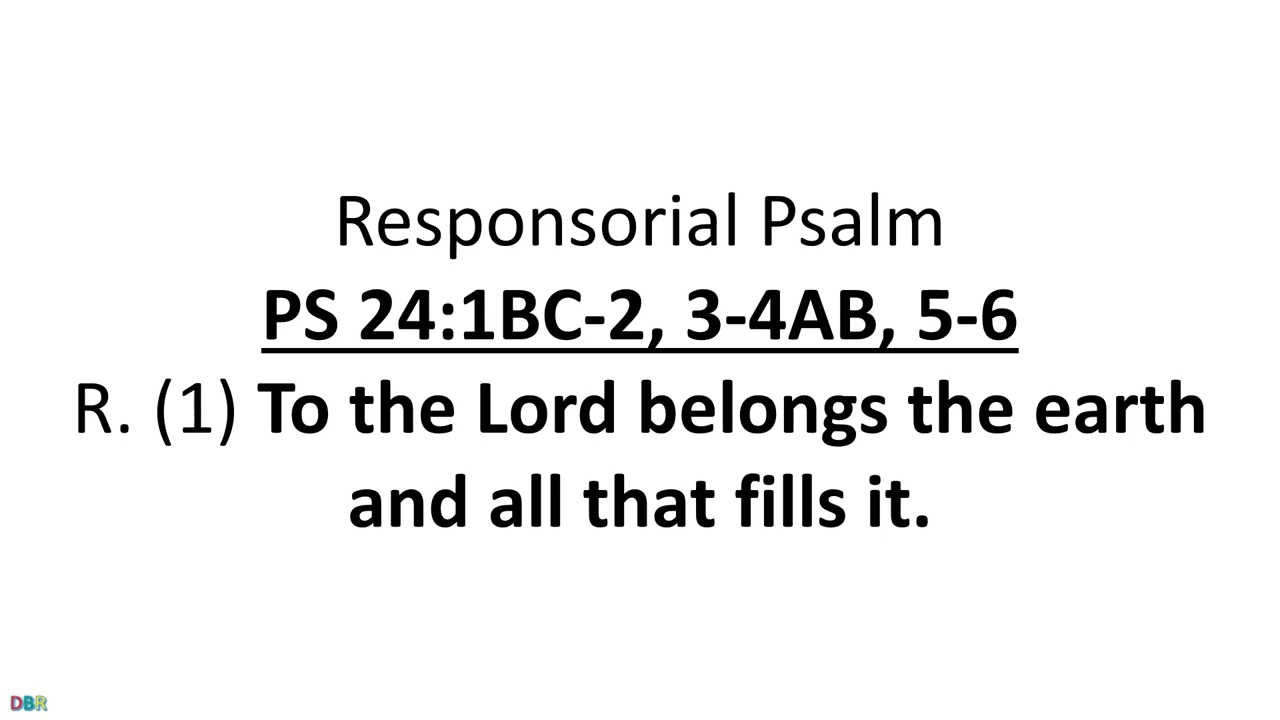 Responsorial Psalm
PS 24:1BC-2, 3-4AB, 5-6
R. (1) To the Lord belongs the earth
and all that fills it.
DBR